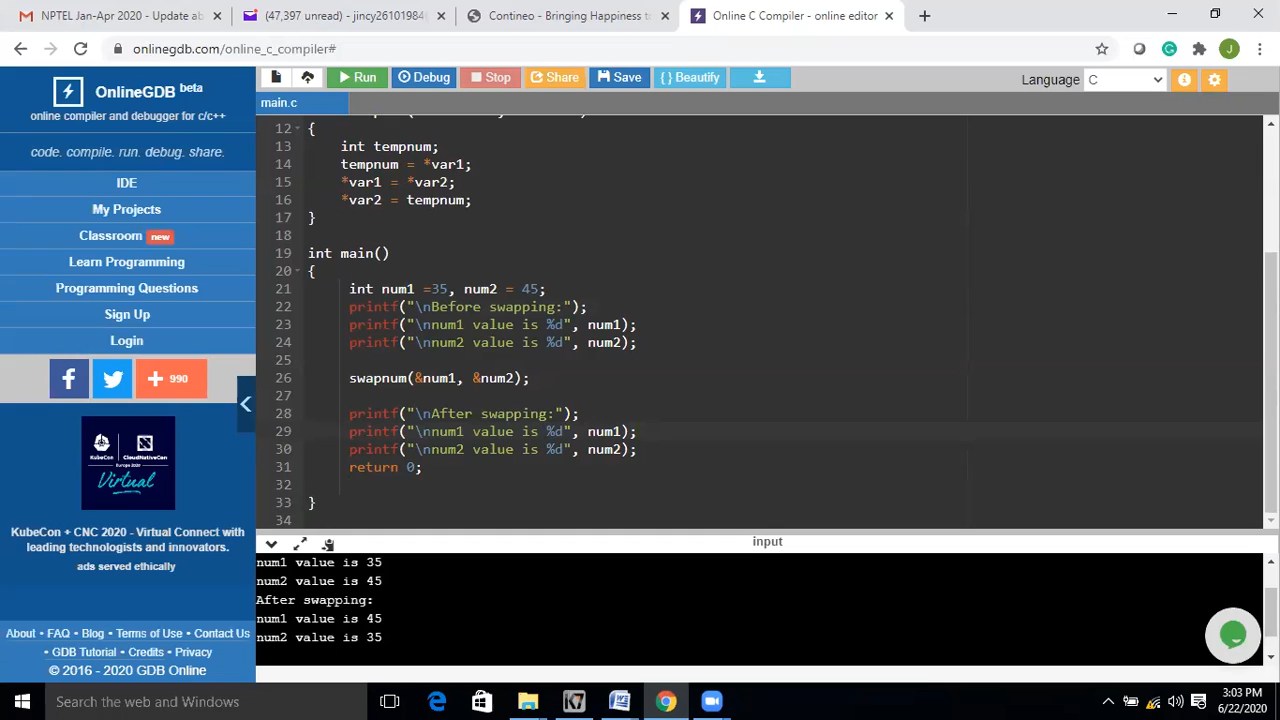 NPTEL Jan-Apr 2020 - Update ab
(47,397 unread) - jincy26101984
Contineo - Bringing Happiness to
Online C Compiler - online editor
onlinegdb.com/online_c_compiler#
J
OnlineGDB beta
online compiler and debugger for c/c++
code. compile. run. debug. share.
IDE
My Projects
Classroom new
Learn Programming
Programming Questions
Sign Up
Login
990
KubeCon CloudNativeCon
Europe 2020
Virtual
KubeCon + CNC 2020 - Virtual Connect with
leading technologists and innovators.
ads served ethically
About • FAQ • Blog • Terms of Use • Contact Us
• GDB Tutorial • Credits • Privacy
© 2016 - 2020 GDB Online
Run Debug Stop Share Save { } Beautify Language C
main.c
12 {
13 int tempnum;
14 tempnum = *var1;
15 *var1 = *var2;
16 *var2 = tempnum;
17 }
18
19 int main()
20 {
21 int num1 =35, num2 = 45;
22 printf("\nBefore swapping:");
23 printf("\nnum1 value is %d", num1);
24 printf("\nnum2 value is %d", num2);
25
26 swapnum(&num1, &num2);
27
28 printf("\nAfter swapping:");
29 printf("\nnum1 value is %d", num1);
30 printf("\nnum2 value is %d", num2);
31 return 0;
32
33 }
34
input
num1 value is 35
num2 value is 45
After swapping:
num1 value is 45
num2 value is 35
Search the web and Windows
3:03 PM
6/22/2020